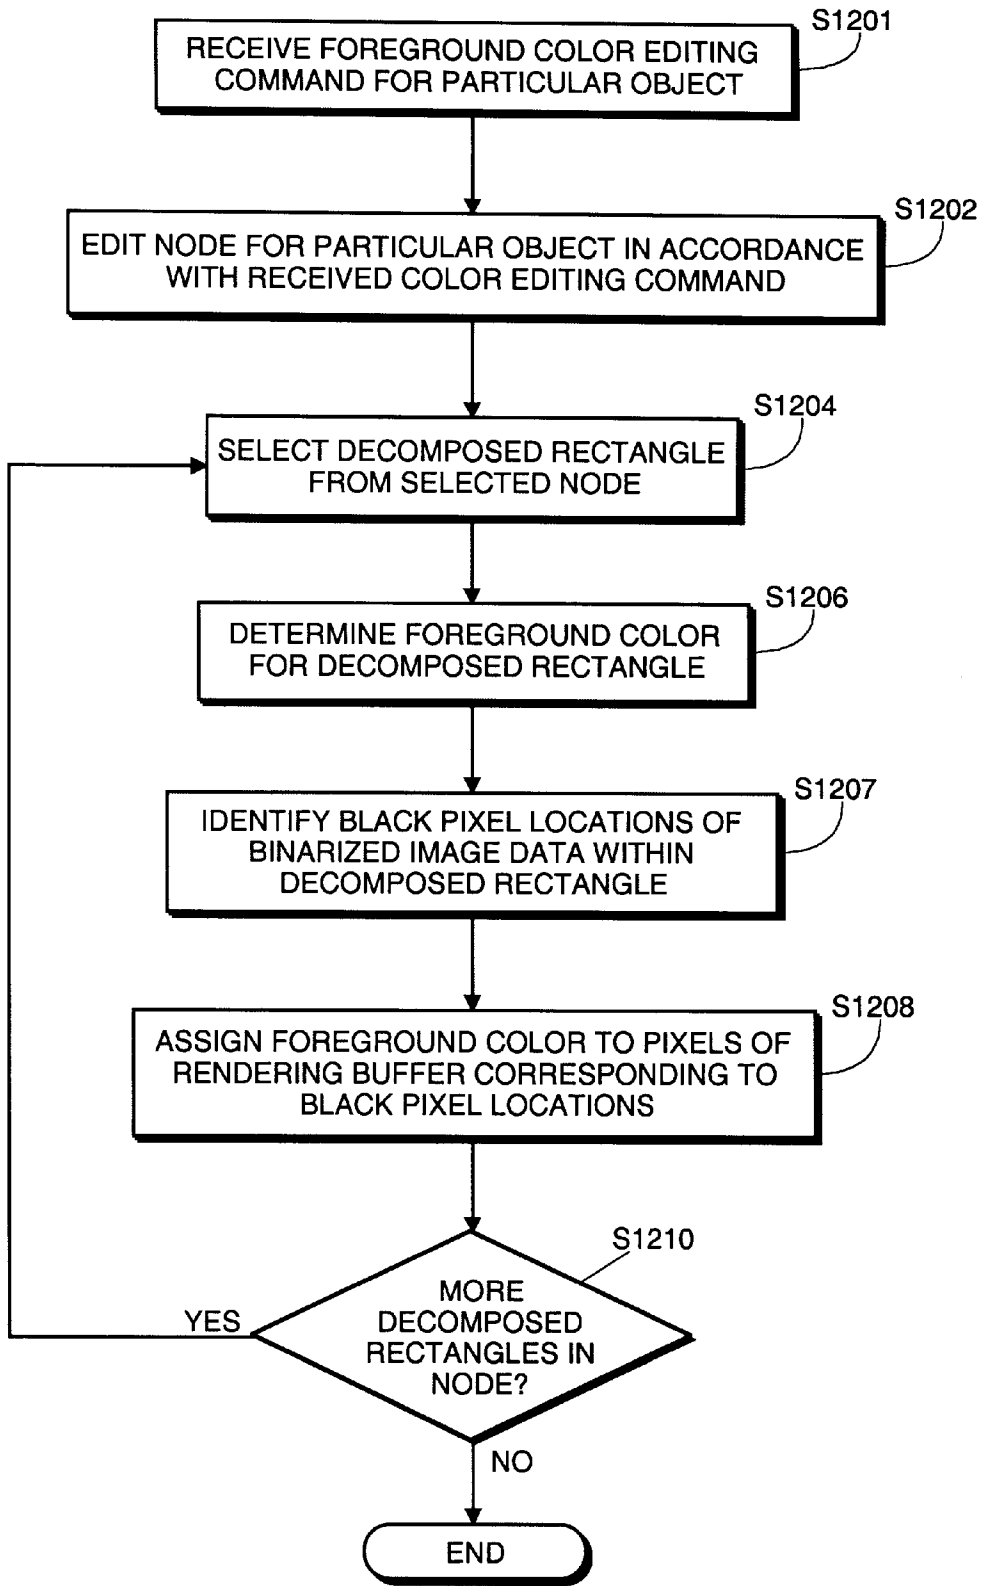 S1201
RECEIVE FOREGROUND COLOR EDITING
COMMAND FOR PARTICULAR OBJECT
S1202
EDIT NODE FOR PARTICULAR OBJECT IN ACCORDANCE
WITH RECEIVED COLOR EDITING COMMAND
S1204
SELECT DECOMPOSED RECTANGLE
FROM SELECTED NODE
S1206
DETERMINE FOREGROUND COLOR
FOR DECOMPOSED RECTANGLE
S1207
IDENTIFY BLACK PIXEL LOCATIONS OF
BINARIZED IMAGE DATA WITHIN
DECOMPOSED RECTANGLE
S1208
ASSIGN FOREGROUND COLOR TO PIXELS OF
RENDERING BUFFER CORRESPONDING TO
BLACK PIXEL LOCATIONS
S1210
MORE
DECOMPOSED
RECTANGLES IN
NODE?
YES
NO
END